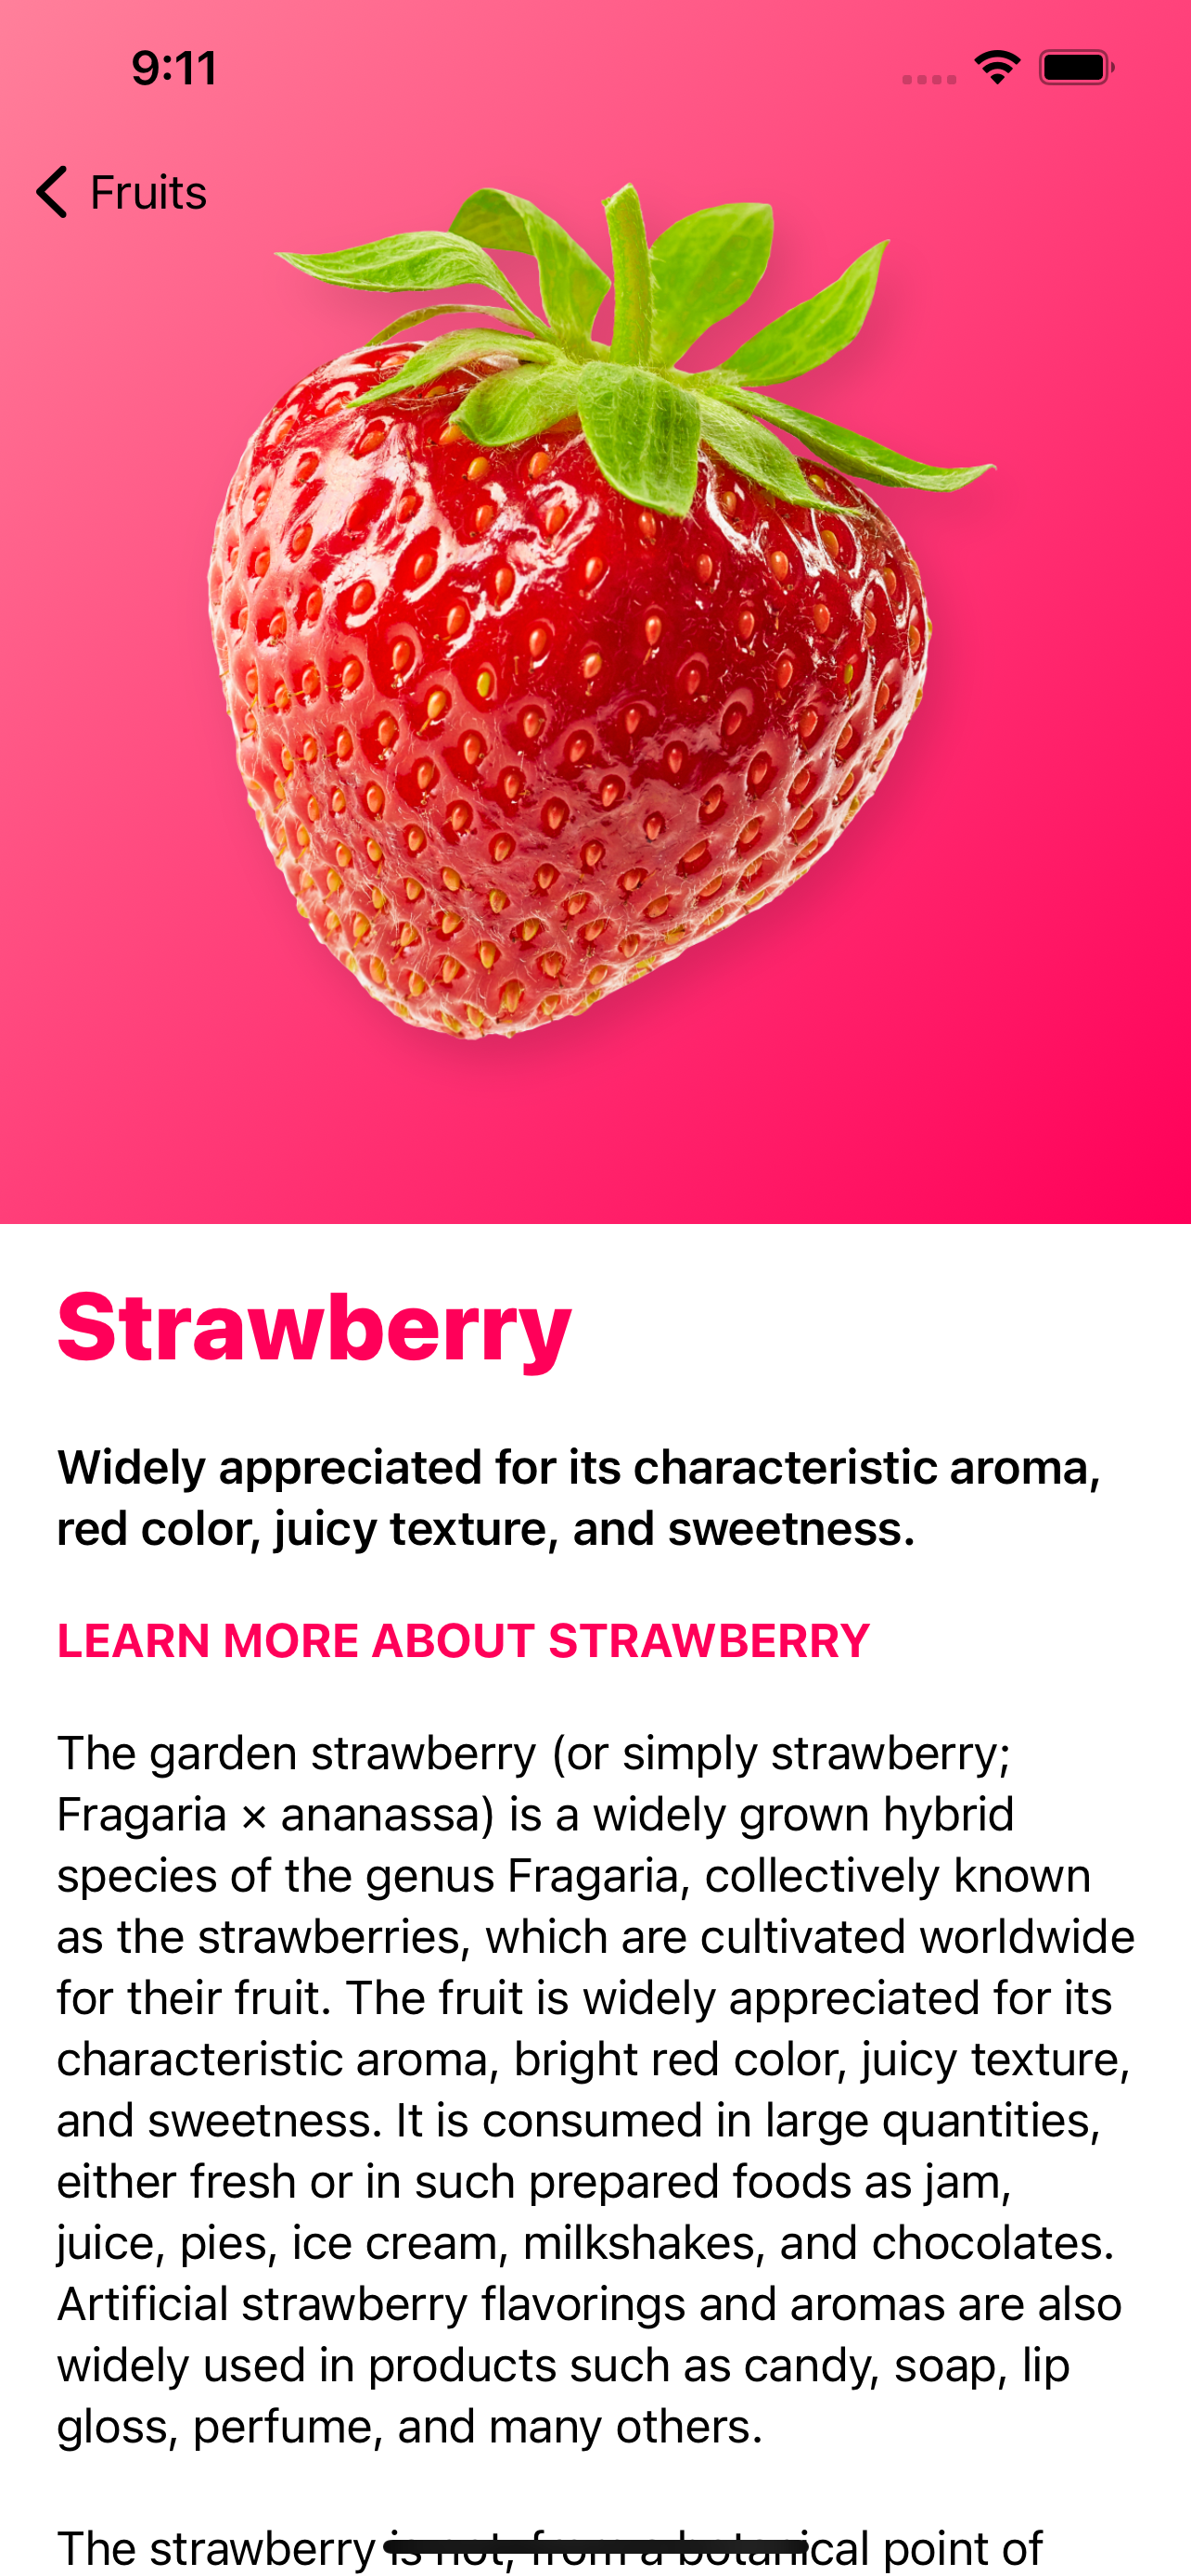 9:11
Fruits
Strawberry
Widely appreciated for its characteristic aroma,
red color, juicy texture, and sweetness.
LEARN MORE ABOUT STRAWBERRY
The garden strawberry (or simply strawberry;
Fragaria × ananassa) is a widely grown hybrid
species of the genus Fragaria, collectively known
as the strawberries, which are cultivated worldwide
for their fruit. The fruit is widely appreciated for its
characteristic aroma, bright red color, juicy texture,
and sweetness. It is consumed in large quantities,
either fresh or in such prepared foods as jam,
juice, pies, ice cream, milkshakes, and chocolates.
Artificial strawberry flavorings and aromas are also
widely used in products such as candy, soap, lip
gloss, perfume, and many others.
The strawberry is not, from a botanical point of